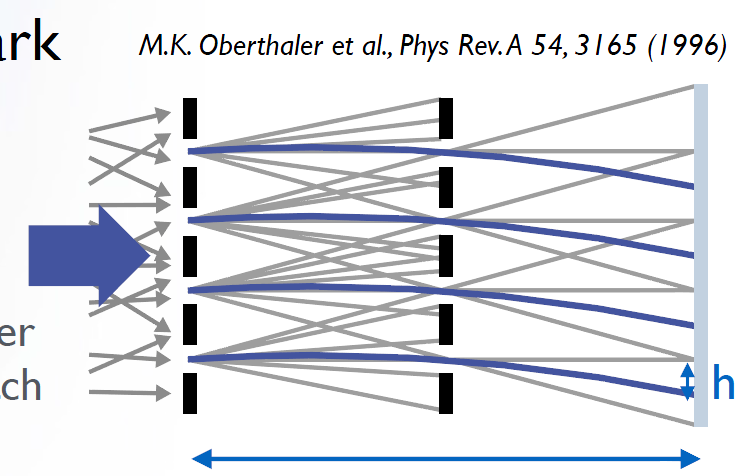 ark
M.K. Oberthaler et al., Phys Rev. A 54, 3165 (1996)
er
ch
h